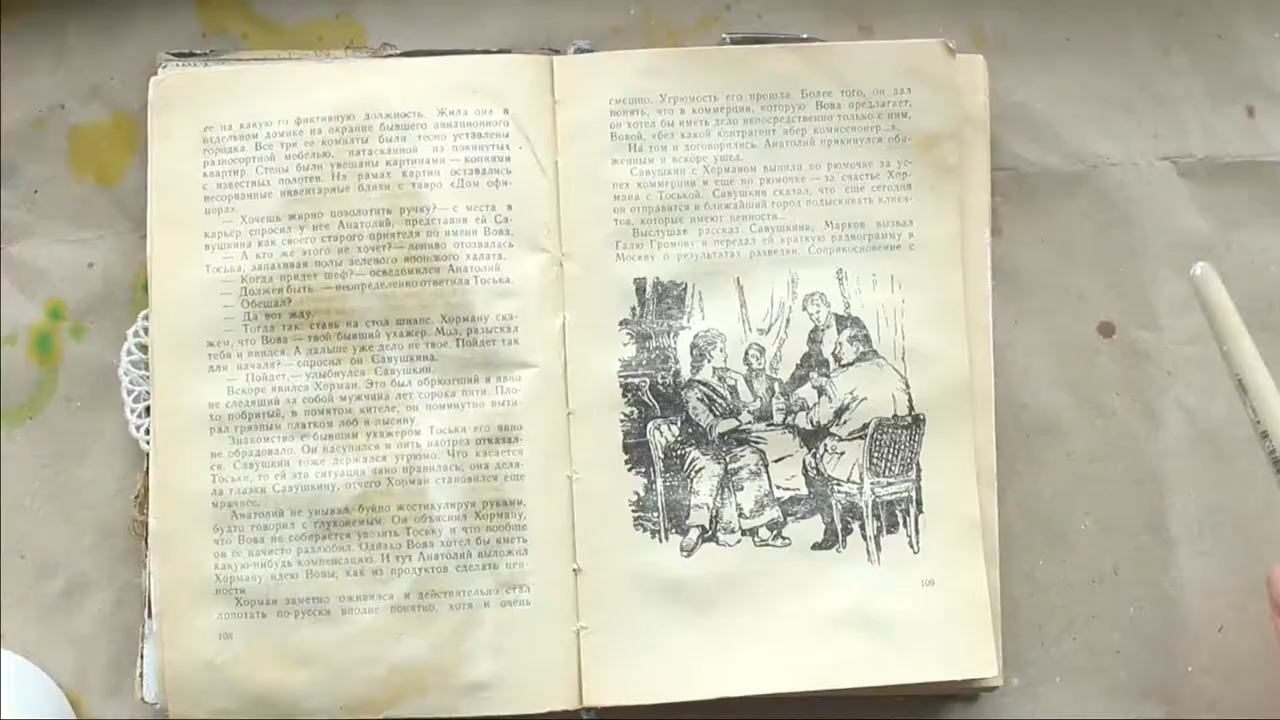 ее на какую-то фиктивную должность. Жила она в
отдельном домике на окраине бывшего авиационного
городка. Все три ее комнаты были тесно уставлены
разносортной мебелью, натасканной из покинутых
квартир. Стены были увешаны картинами — копиями
с известных полотен. На рамах картин оставались
несорванные инвентарные бляхи с тавро «Дом офи-
цера».
— Хочешь жирно позолотить ручку? — с места в
карьер спросил у нее Анатолий, представив ей Са-
вушкина как своего старого приятеля по имени Вова.
— А кто же этого не хочет? — лениво отозвалась
Тоська, запахивая полы зеленого японского халата.
— Когда придет шеф? — осведомился Анатолий.
— Должен быть. — неопределенно ответила Тоська.
— Обещал?
— Да вот жду.
— Тогда так: ставь на стол шнапс. Хорману ска-
жем, что Вова — твой бывший ухажер. Мол, разыскал
тебя и явился. А дальше уже дело не твое. Пойдет так
для начала? — спросил он Савушкина.
— Пойдет, — улыбнулся Савушкин.
Вскоре явился Хорман. Это был обрюзгший и явно
не следящий за собой мужчина лет сорока пяти. Пло-
хо побритый, в помятом кителе, он поминутно выти-
рал грязным платком лоб и лысину.
Знакомство с бывшим ухажером Тоськи его явно
не обрадовало. Он насупился и пить наотрез отказал-
ся. Савушкин тоже держался угрюмо. Что касается
Тоськи, то ей эта ситуация явно нравилась, она дела-
ла глазки Савушкину, отчего Хорман становился еще
мрачнее.
Анатолий не унывал, буйно жестикулируя руками,
будто говорил с глухонемым. Он объяснил Хорману,
что Вова не собирается увозить Тоську и что вообще
он ее начисто разлюбил. Однако Вова хотел бы иметь
какую-нибудь компенсацию. И тут Анатолий выложил
Хорману идею Вовы, как из продуктов сделать цен-
ности.
Хорман заметно оживился и действительно стал
лопотать по-русски вполне понятно, хотя и очень
108
смешно. Угрюмость его прошла. Более того, он дал
понять, что в коммерции, которую Вова предлагает,
он хотел бы иметь дело непосредственно только с ним,
Вовой, «без какой контрагент абер комиссионер...».
На том и договорились. Анатолий прикинулся оби-
женным и вскоре ушел.
Савушкин с Хорманом выпили по рюмочке за ус-
пех коммерции и еще по рюмочке — за счастье Хор-
мана с Тоськой. Савушкин сказал, что еще сегодня
он отправится в ближайший город подыскивать клиен-
тов, которые имеют ценности...
Выслушав рассказ Савушкина, Марков вызвал
Галю Громову и передал ей краткую радиограмму в
Москву о результатах разведки. Соприкосновение с
109